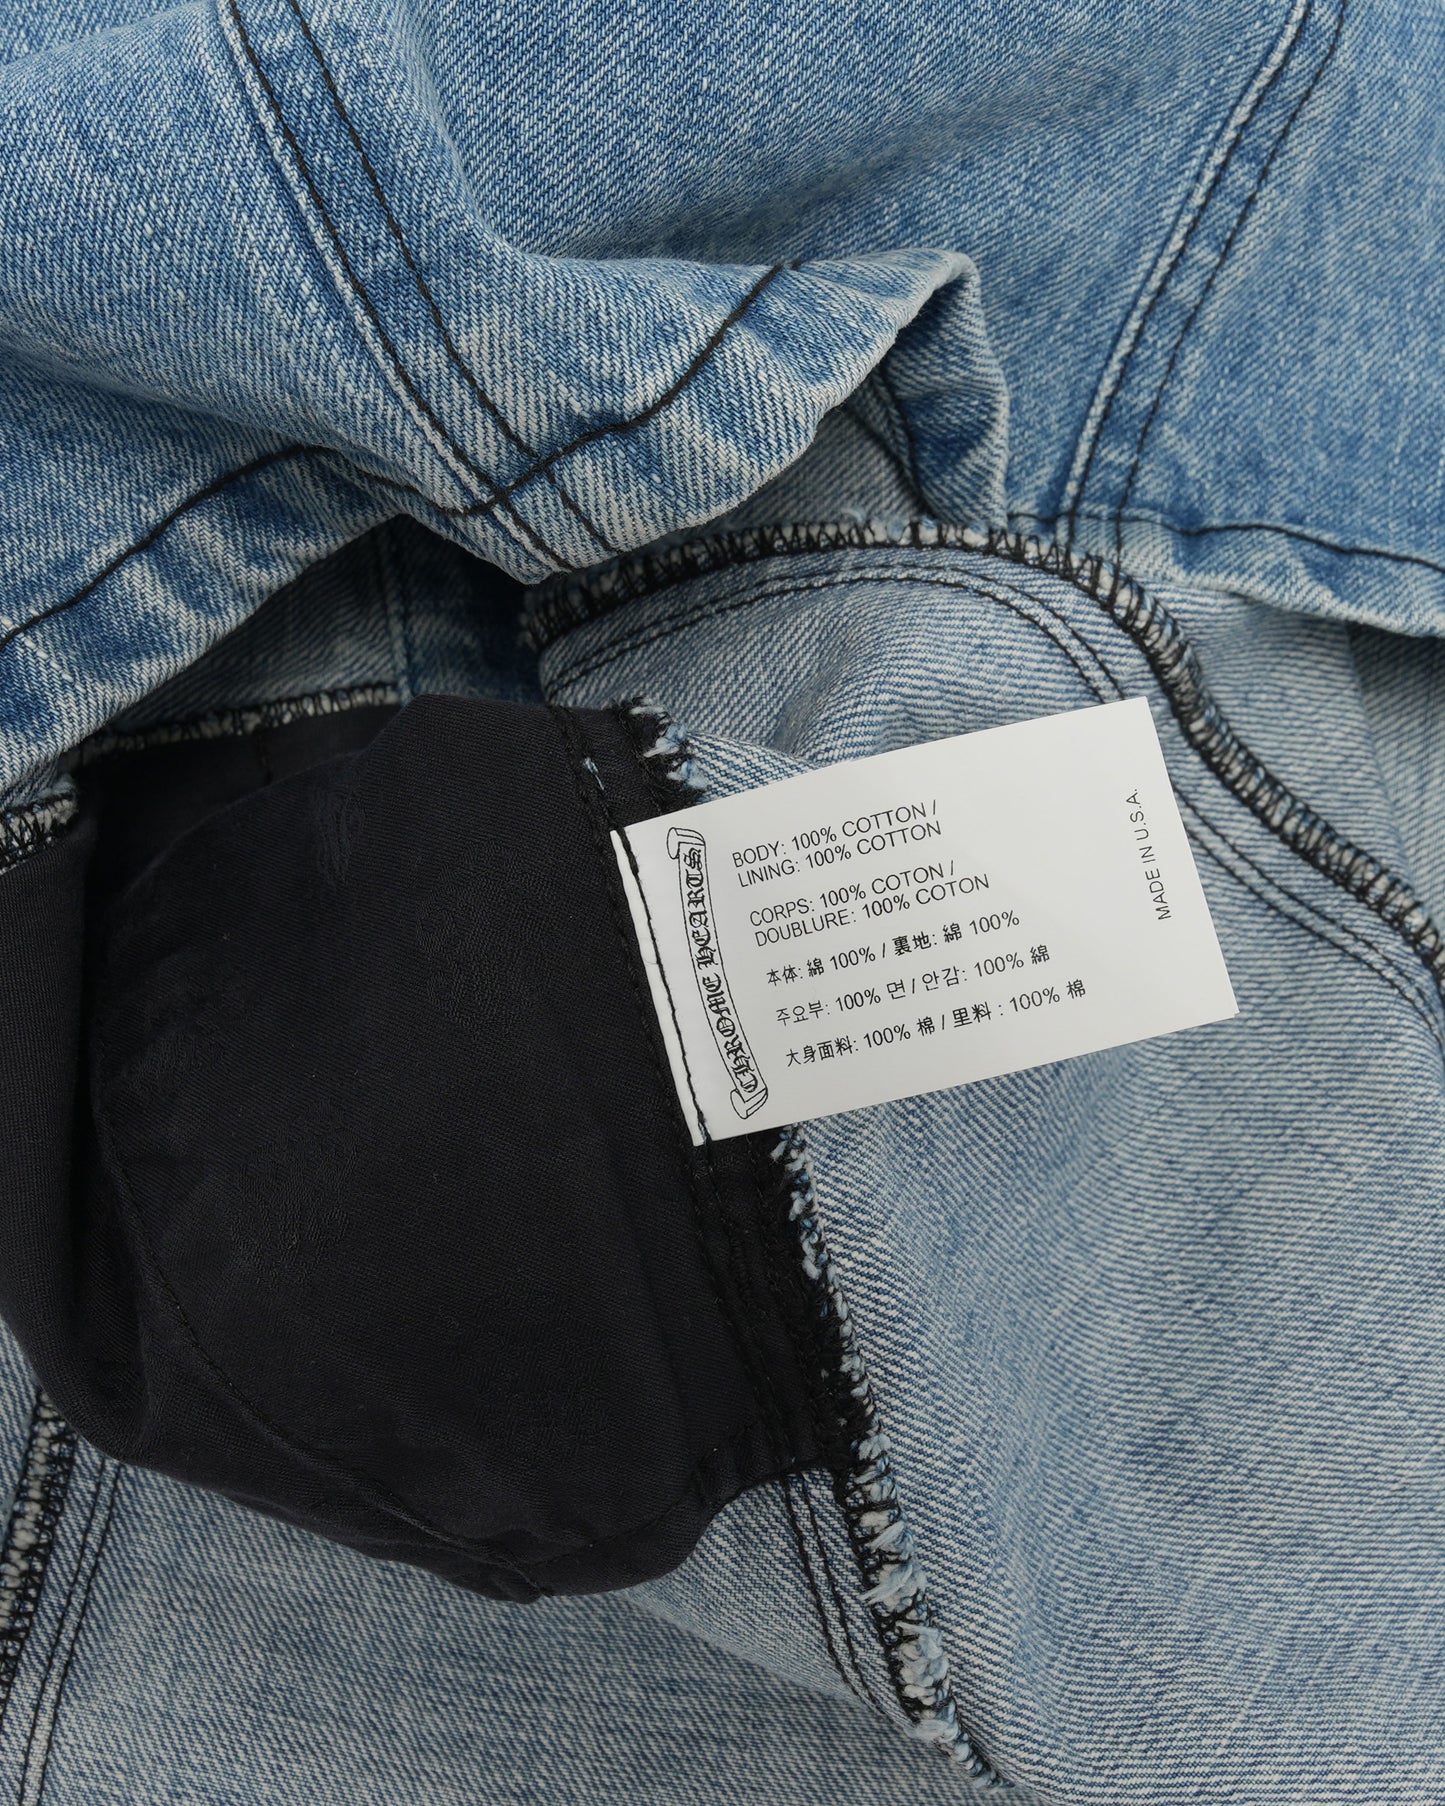 CHROME HEARTS
BODY: 100% COTTON /
LINING: 100% COTTON
CORPS: 100% COTON /
DOUBLURE: 100% COTON
本体: 綿 100% / 裏地: 綿 100%
주요부: 100% 면 / 안감: 100% 綿
大身面料: 100% 棉 / 里料 : 100% 棉
MADE IN U.S.A.